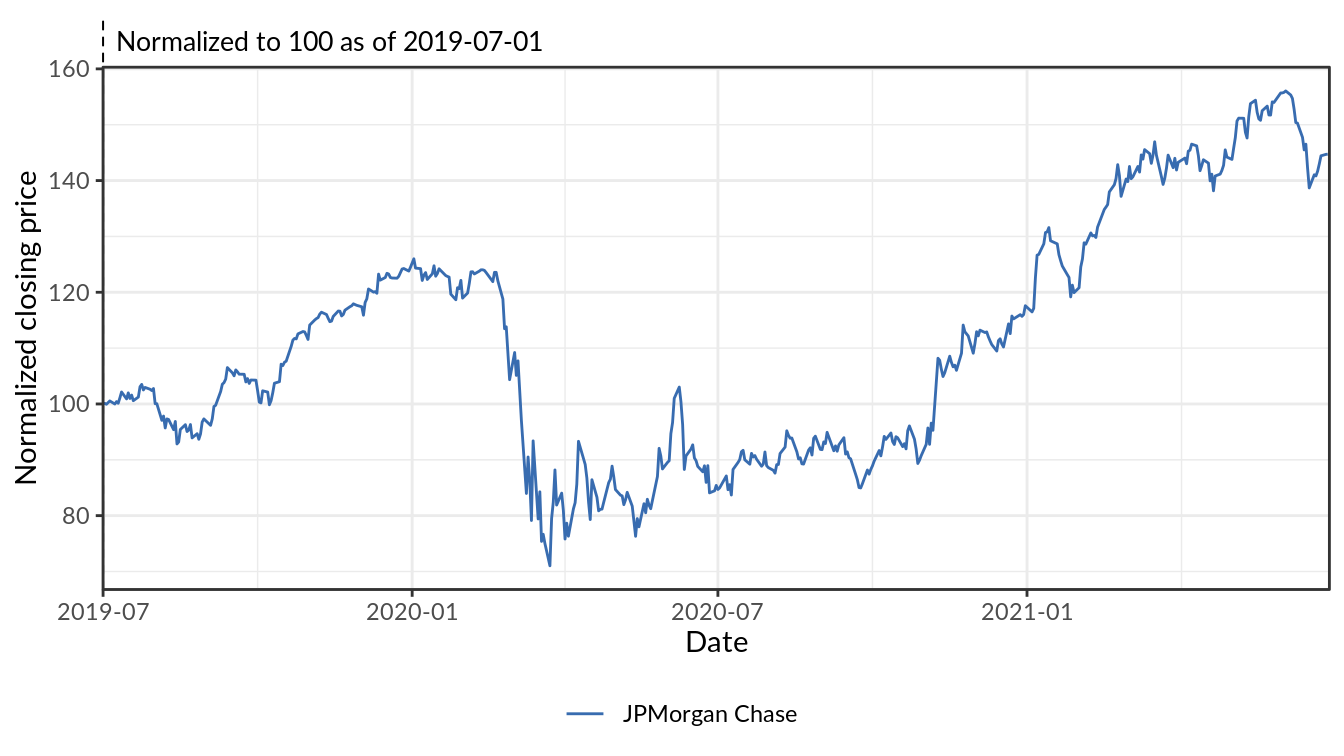 Normalized to 100 as of 2019-07-01
160
140
120
100
80
Normalized closing price
2019-07
2020-01
2020-07
2021-01
Date
JPMorgan Chase